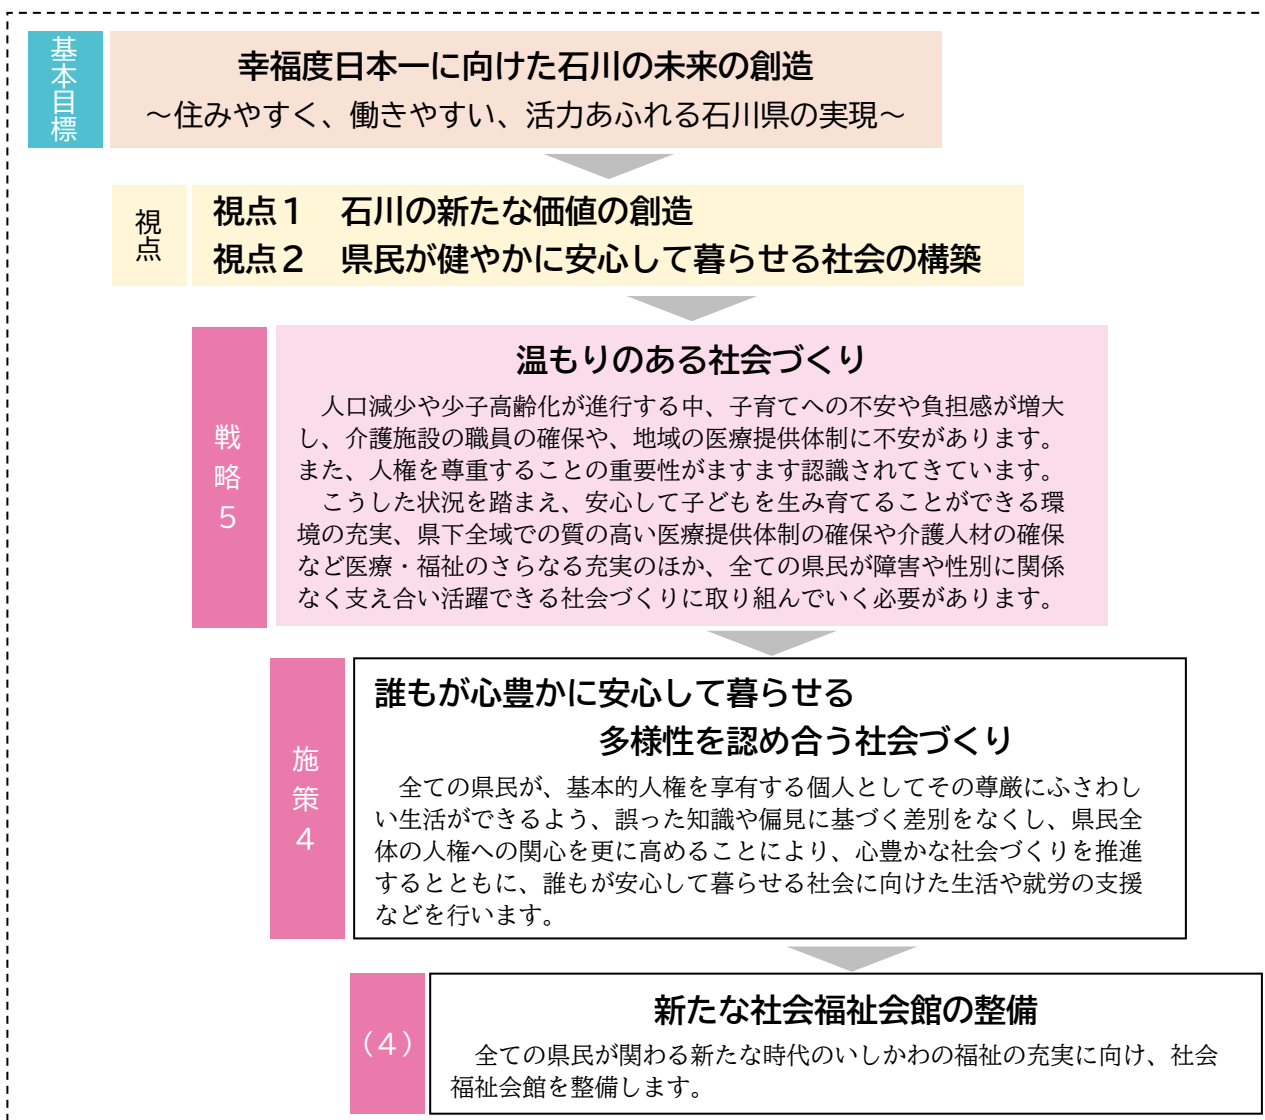 基本目標
幸福度日本一に向けた石川の未来の創造
～住みやすく、働きやすい、活力あふれる石川県の実現～
視点
視点１　石川の新たな価値の創造
視点２　県民が健やかに安心して暮らせる社会の構築
戦略５
温もりのある社会づくり
　人口減少や少子高齢化が進行する中、子育てへの不安や負担感が増大
し、介護施設の職員の確保や、地域の医療提供体制に不安があります。
また、人権を尊重することの重要性がますます認識されてきています。
　こうした状況を踏まえ、安心して子どもを生み育てることができる環
境の充実、県下全域での質の高い医療提供体制の確保や介護人材の確保
など医療・福祉のさらなる充実のほか、全ての県民が障害や性別に関係
なく支え合い活躍できる社会づくりに取り組んでいく必要があります。
施策４
誰もが心豊かに安心して暮らせる
多様性を認め合う社会づくり
　全ての県民が、基本的人権を享有する個人としてその尊厳にふさわし
い生活ができるよう、誤った知識や偏見に基づく差別をなくし、県民全
体の人権への関心を更に高めることにより、心豊かな社会づくりを推進
するとともに、誰もが安心して暮らせる社会に向けた生活や就労の支援
などを行います。
（４）
新たな社会福祉会館の整備
　全ての県民が関わる新たな時代のいしかわの福祉の充実に向け、社会
福祉会館を整備します。